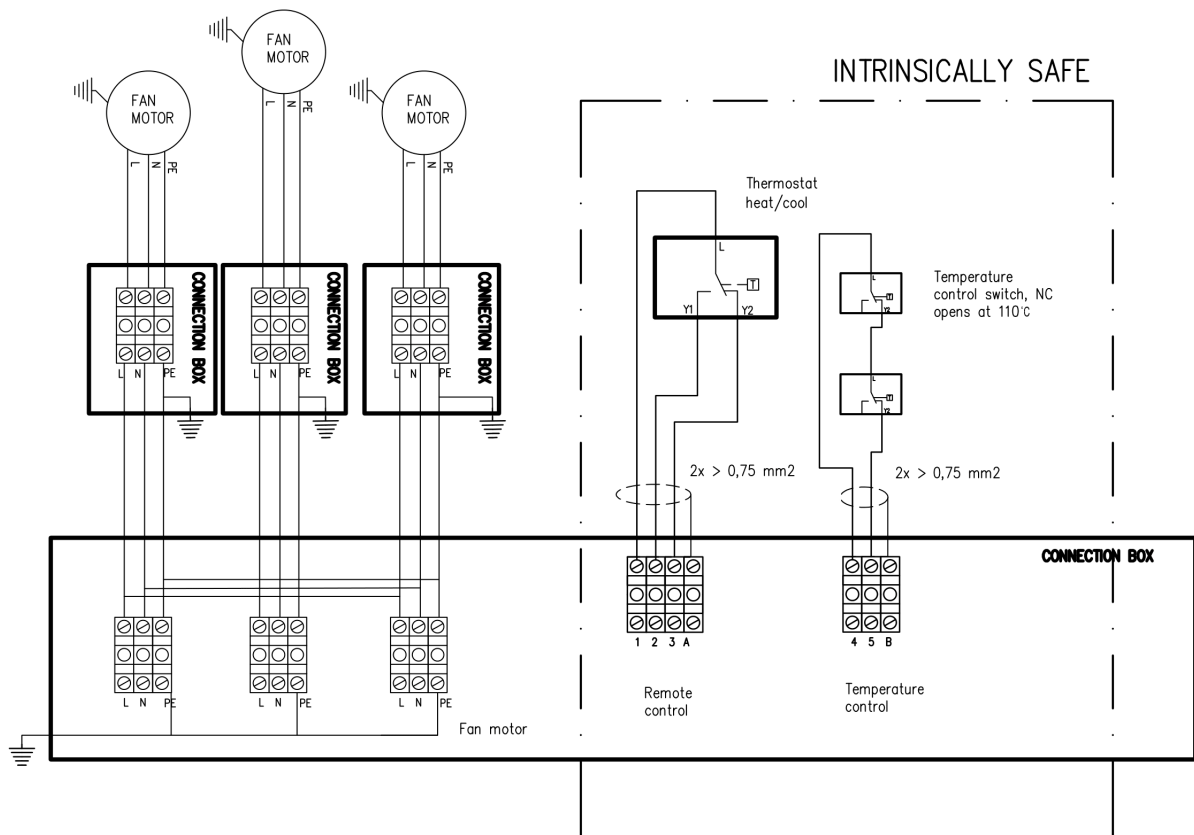 FAN
MOTOR
L
N
PE
FAN
MOTOR
L
N
PE
FAN
MOTOR
L
N
PE
INTRINSICALLY SAFE
Thermostat
heat/cool
L
T
Y1
Y2
Temperature
control switch, NC
opens at 110°C
L
T
Y2
L
T
Y2
CONNECTION BOX
L N PE
CONNECTION BOX
L N PE
CONNECTION BOX
L N PE
2x > 0,75 mm2
2x > 0,75 mm2
CONNECTION BOX
L N PE
L N PE
L N PE
Fan motor
1 2 3 A
Remote
control
4 5 B
Temperature
control